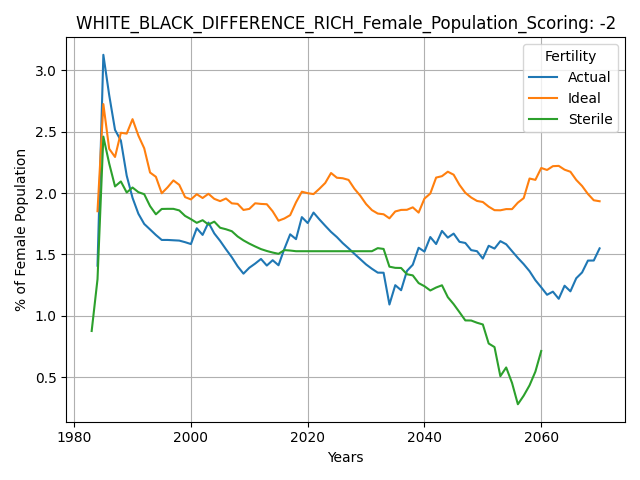 WHITE_BLACK_DIFFERENCE_RICH_Female_Population_Scoring: -2
Fertility
Actual
Ideal
Sterile
% of Female Population
3.0
2.5
2.0
1.5
1.0
0.5
1980 2000 2020 2040 2060
Years